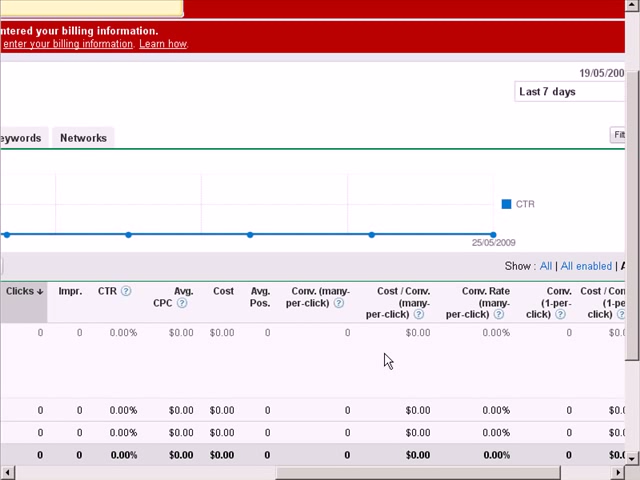 ntered your billing information.
enter your billing information. Learn how.
19/05/200
Last 7 days
eywords Networks Filt
CTR
25/05/2009
Show : All | All enabled | A
Clicks Impr. CTR ? Avg. CPC ? Cost Avg. Pos. Conv. (many-per-click) ? Cost / Conv. (many-per-click) ? Conv. Rate (many-per-click) ? Conv. (1-per-click) ? Cost / Con (1-pe click) ?
0 0 0.00% $0.00 $0.00 0 0 $0.00 0.00% 0 $0.0
0 0 0.00% $0.00 $0.00 0 0 $0.00 0.00% 0 $0.0
0 0 0.00% $0.00 $0.00 0 0 $0.00 0.00% 0 $0.0
0 0 0.00% $0.00 $0.00 0 0 $0.00 0.00% 0 $0.0